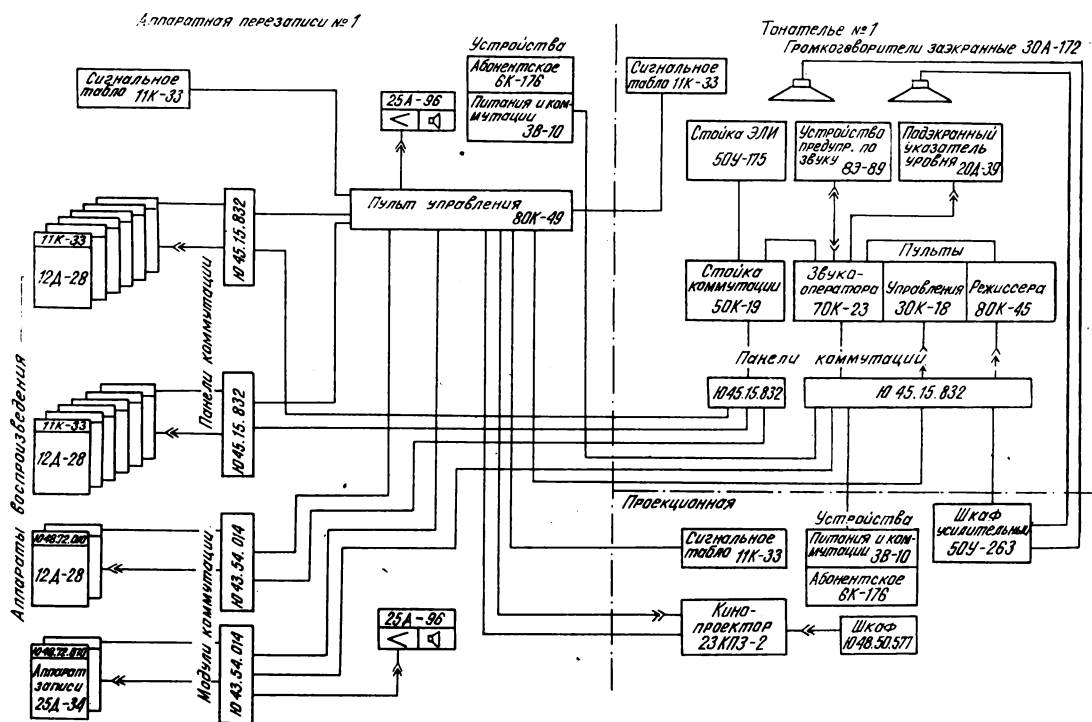 Аппаратная перезаписи № 1
Тонателье № 1
Громкоговорители заэкранные 30А-172
Сигнальное
табло 11К-33
25А-96
Устройства
Абонентское
6К-176
Питания и ком-
мутации
3В-10
Сигнальное
табло 11К-33
Стойка ЭЛИ
50У-175
Устройства
предупр. по
звуку
8Э-89
Подэкранный
указатель
уровня
20Д-39
Пульт управления
80К-49
11К-33
12Д-28
Ю 45.15.832
Панели коммутации
Аппараты воспроизведения
Стойка
коммутации
50К-19
Пульты
Звуко-
оператора
70К-23
Управления
30К-18
Режиссера
80К-45
Панели коммутации
Ю45.15.832
Ю 45.15.832
11К-33
12Д-28
Ю45.15.832
Проекционная
Ю48.72.010
12Д-28
Ю 43.54.014
Модули коммутации
Сигнальное
табло 11К-33
Устройства
Питания и ком-
мутации 3В-10
Абонентское
6К-176
Шкаф
усилительный
50У-263
Ю48.72.010
Аппарат
записи
25Д-34
Ю 43.54.014
25А-96
Кино-
проектор
23КПЗ-2
Шкаф
Ю48.50.577